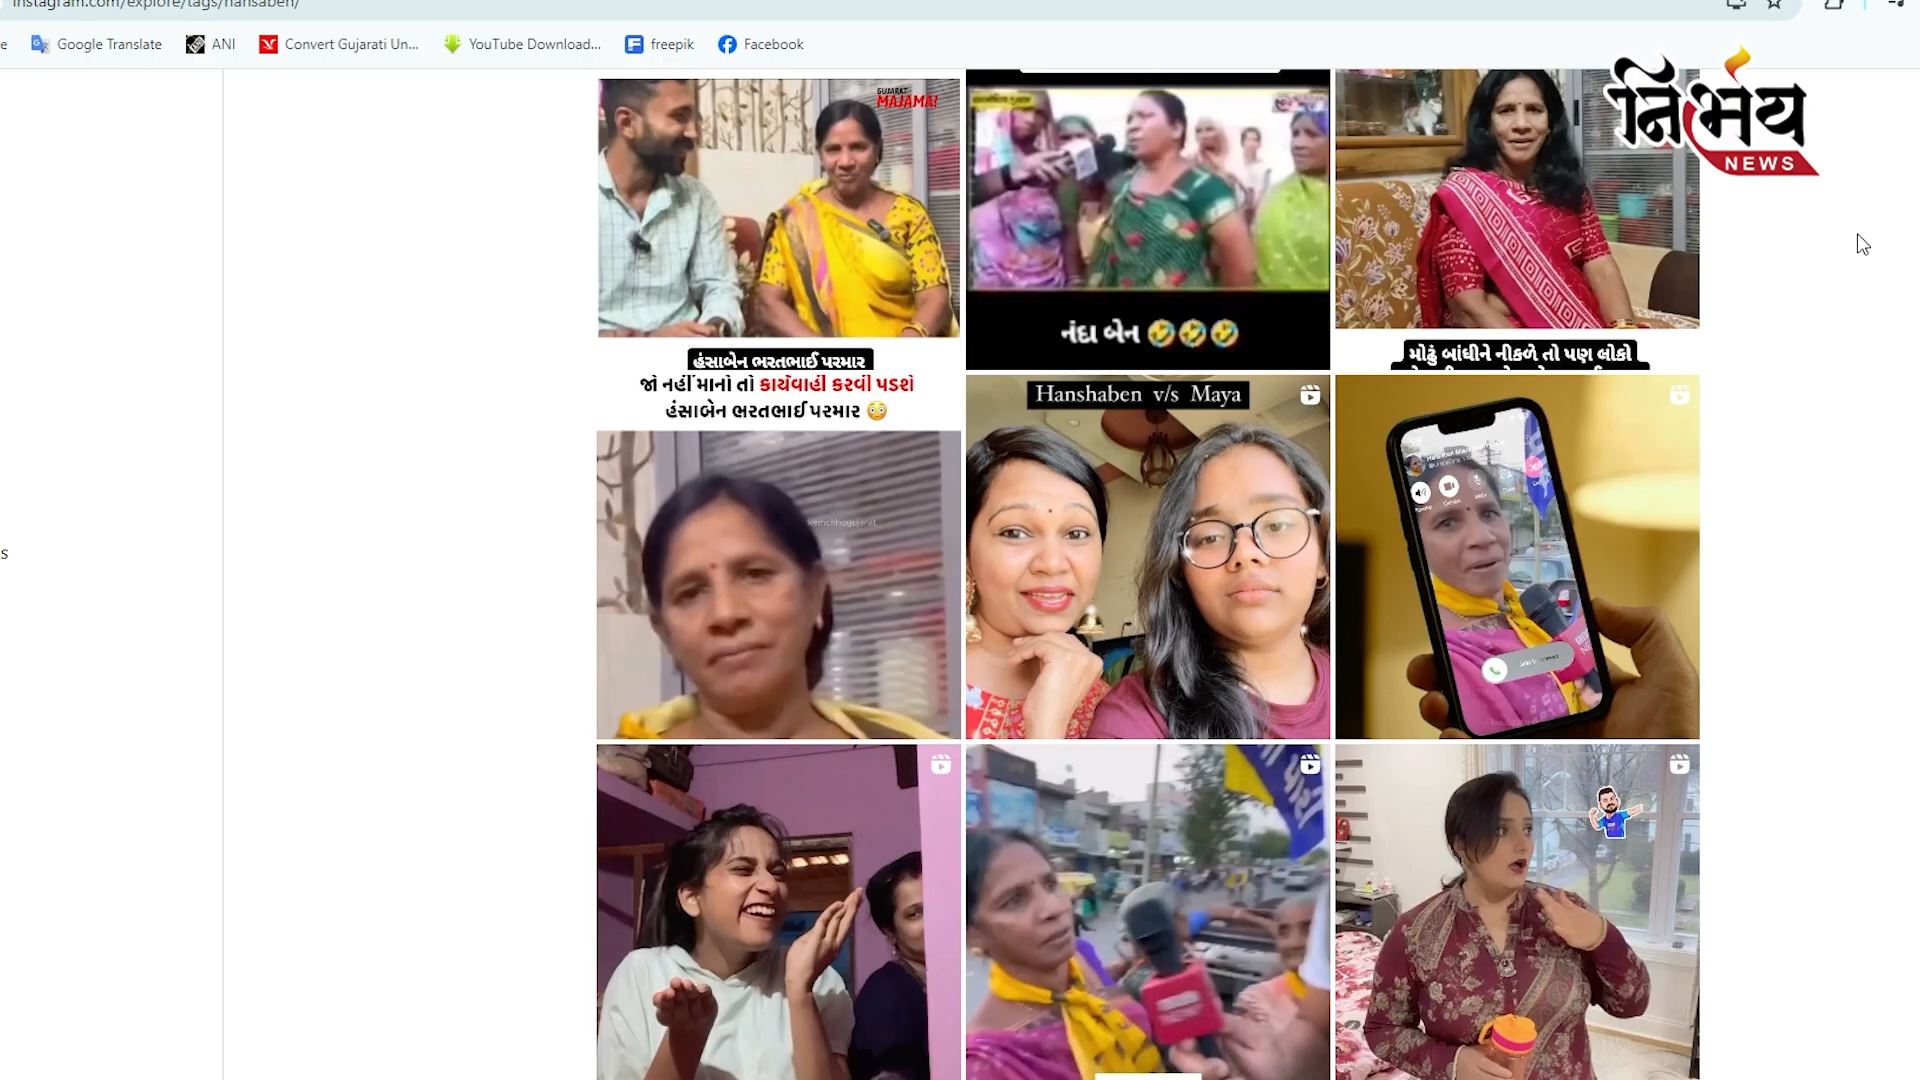 instagram.com/explore/tags/hansaben/
Google Translate
ANI
Convert Gujarati Un...
YouTube Download...
freepik
Facebook
નિર્ભય
NEWS
GUJARAT
MAJAMA!
હંસાબેન ભરતભાઈ પરમાર
નંદા બેન 🤣🤣🤣
મોઢું બાંધીને નીકળે તો પણ લોકો
જો નહીં માનો તો કાર્યવાહી કરવી પડશે
હંસાબેન ભરતભાઈ પરમાર 😳
kemchhogujarat
Hanshaben v/s Maya